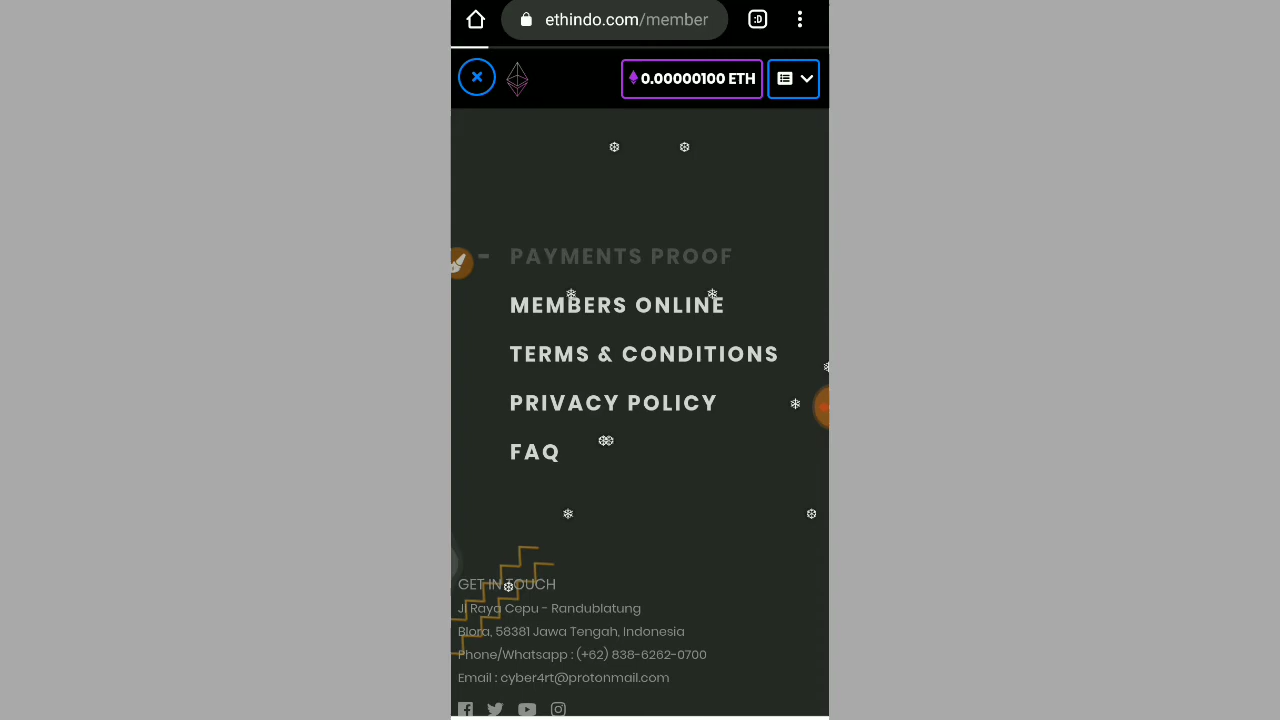 ethindo.com/member
:D
0.00000100 ETH
PAYMENTS PROOF
MEMBERS ONLINE
TERMS & CONDITIONS
PRIVACY POLICY
FAQ
GET IN TOUCH
Jl Raya Cepu - Randublatung
Blora, 58381 Jawa Tengah, Indonesia
Phone/Whatsapp : (+62) 838-6262-0700
Email : cyber4rt@protonmail.com